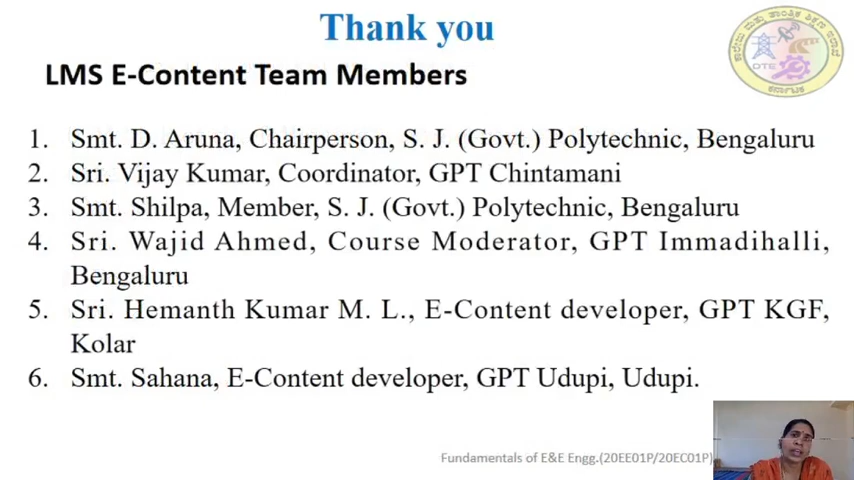 Thank you
LMS E-Content Team Members
1. Smt. D. Aruna, Chairperson, S. J. (Govt.) Polytechnic, Bengaluru
2. Sri. Vijay Kumar, Coordinator, GPT Chintamani
3. Smt. Shilpa, Member, S. J. (Govt.) Polytechnic, Bengaluru
4. Sri. Wajid Ahmed, Course Moderator, GPT Immadihalli,
Bengaluru
5. Sri. Hemanth Kumar M. L., E-Content developer, GPT KGF,
Kolar
6. Smt. Sahana, E-Content developer, GPT Udupi, Udupi.
Fundamentals of E&E Engg.(20EE01P/20EC01P)
DTE
ಕರ್ನಾಟಕ